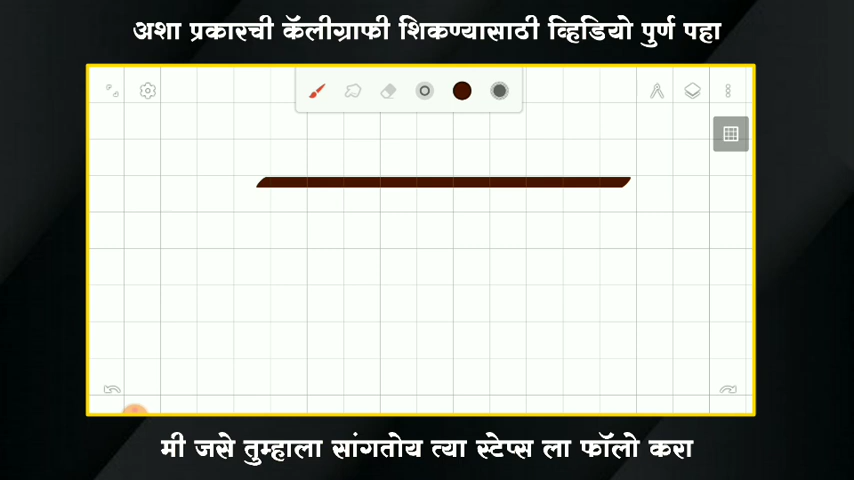 अशा प्रकारची कॅलीग्राफी शिकण्यासाठी व्हिडियो पुर्ण पहा
मी जसे तुम्हाला सांगतोय त्या स्टेप्स ला फॉलो करा